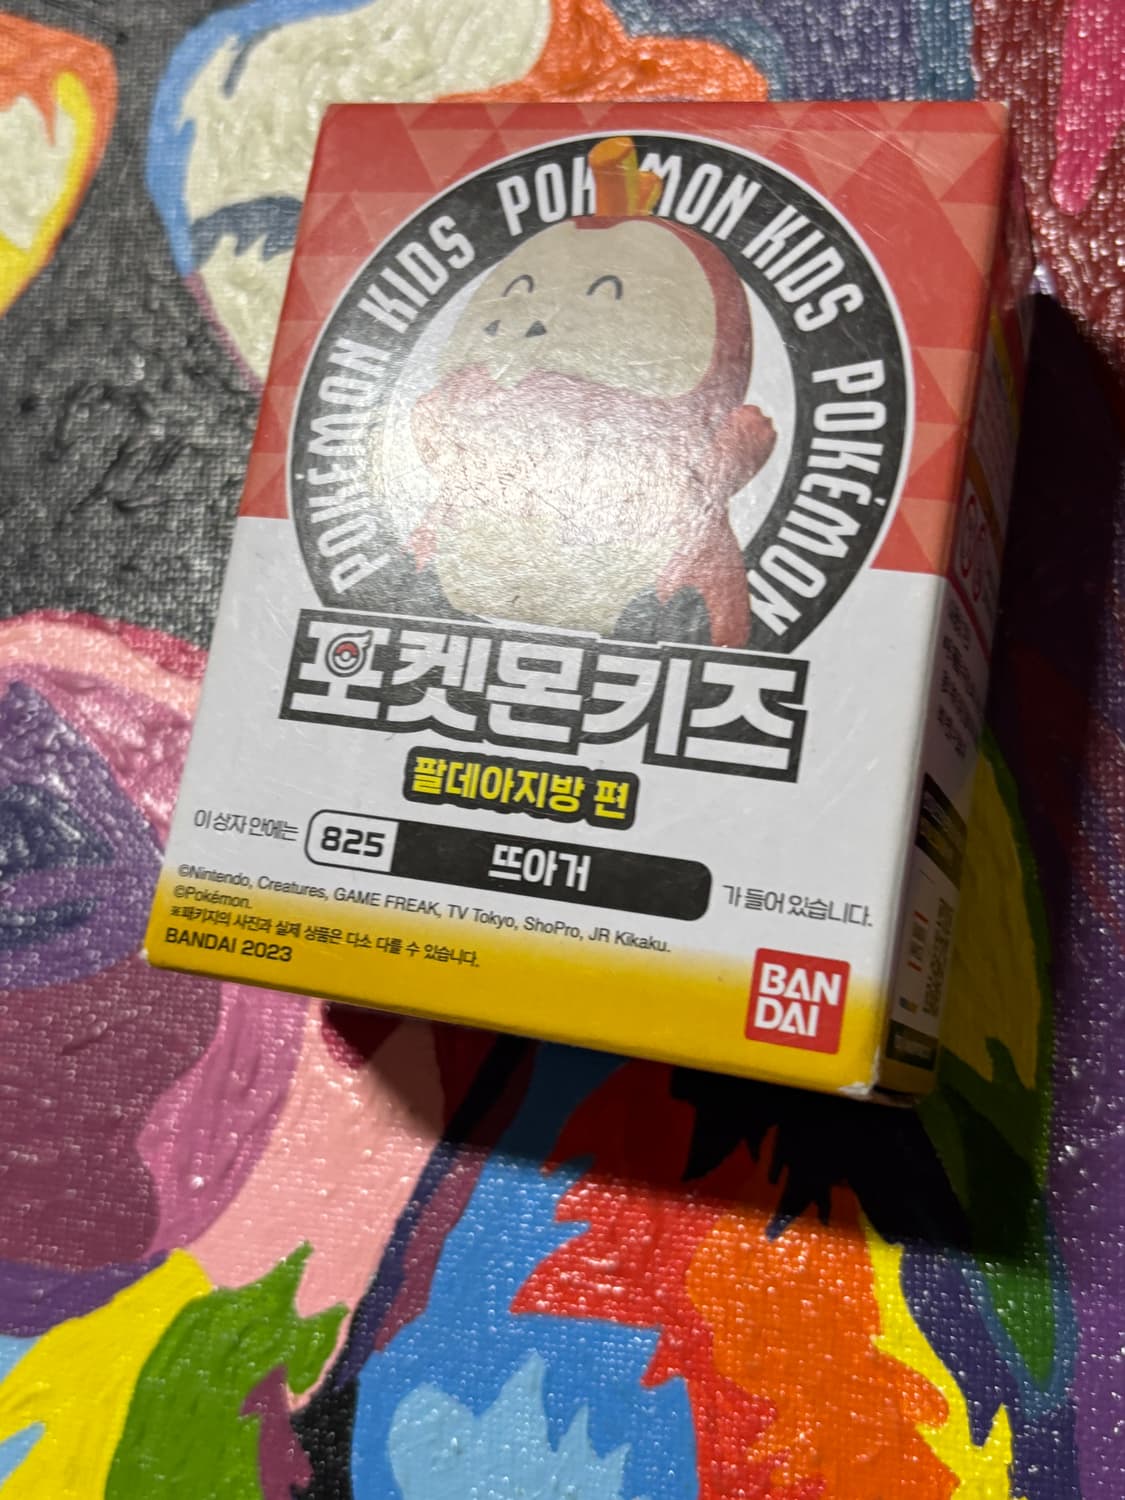 POKÉMON KIDS POKÉMON KIDS POKÉMON
포켓몬키즈
팔데아지방 편
이 상자 안에는 825 뜨아거 가 들어 있습니다.
©Nintendo, Creatures, GAME FREAK, TV Tokyo, ShoPro, JR Kikaku.
©Pokémon.
※패키지의 사진과 실제 상품은 다소 다를 수 있습니다.
BANDAI 2023
BAN
DAI